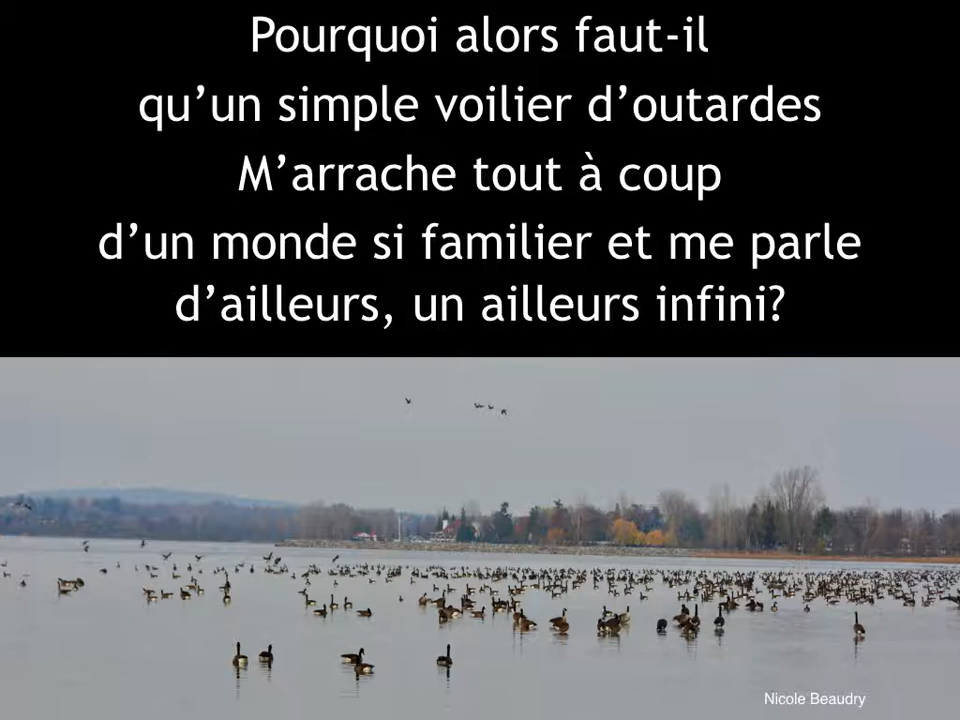 Pourquoi alors faut-il
qu’un simple voilier d’outardes
M’arrache tout à coup
d’un monde si familier et me parle
d’ailleurs, un ailleurs infini?
Nicole Beaudry